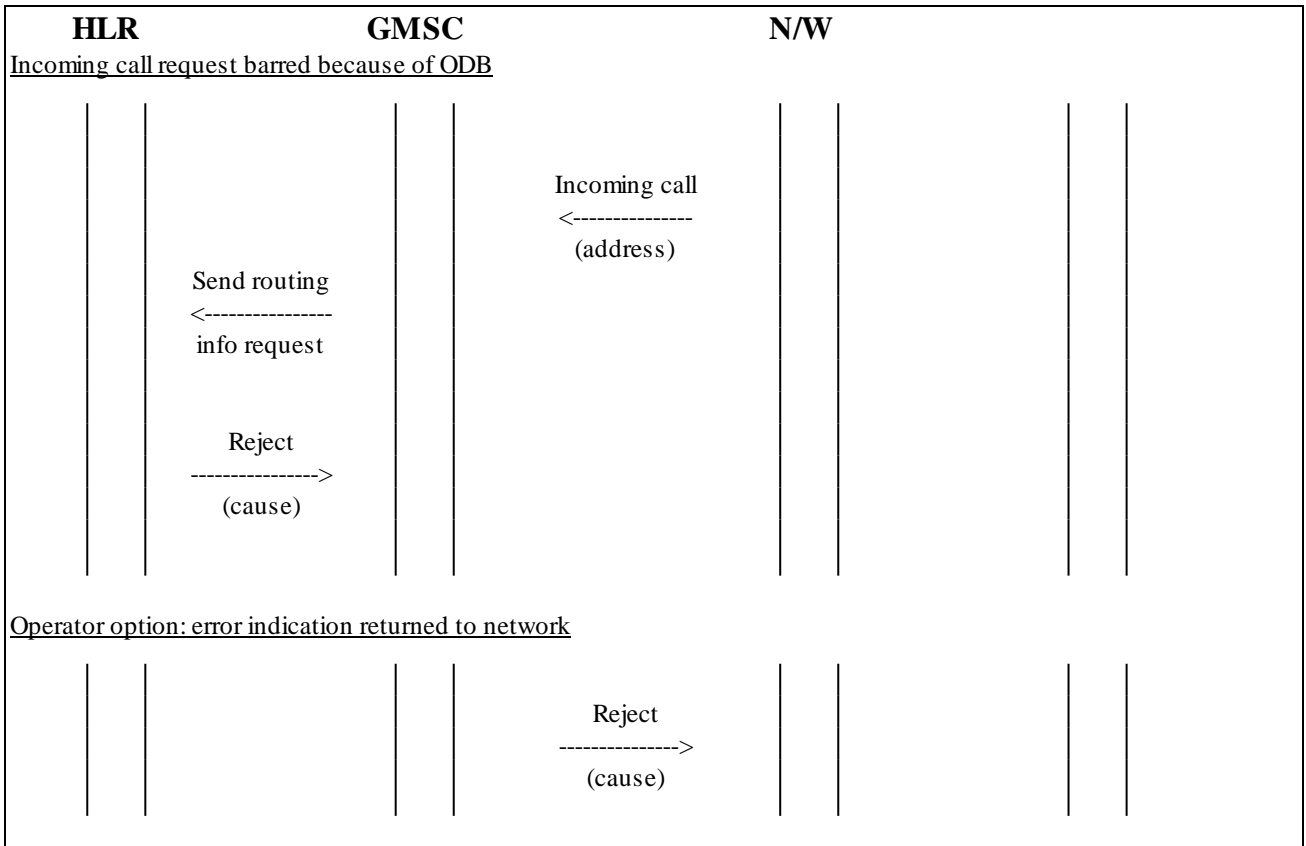 HLR GMSC N/W
Incoming call request barred because of ODB
Incoming call
<---------------
(address)
Send routing
<----------------
info request
Reject
---------------->
(cause)
Operator option: error indication returned to network
Reject
--------------->
(cause)